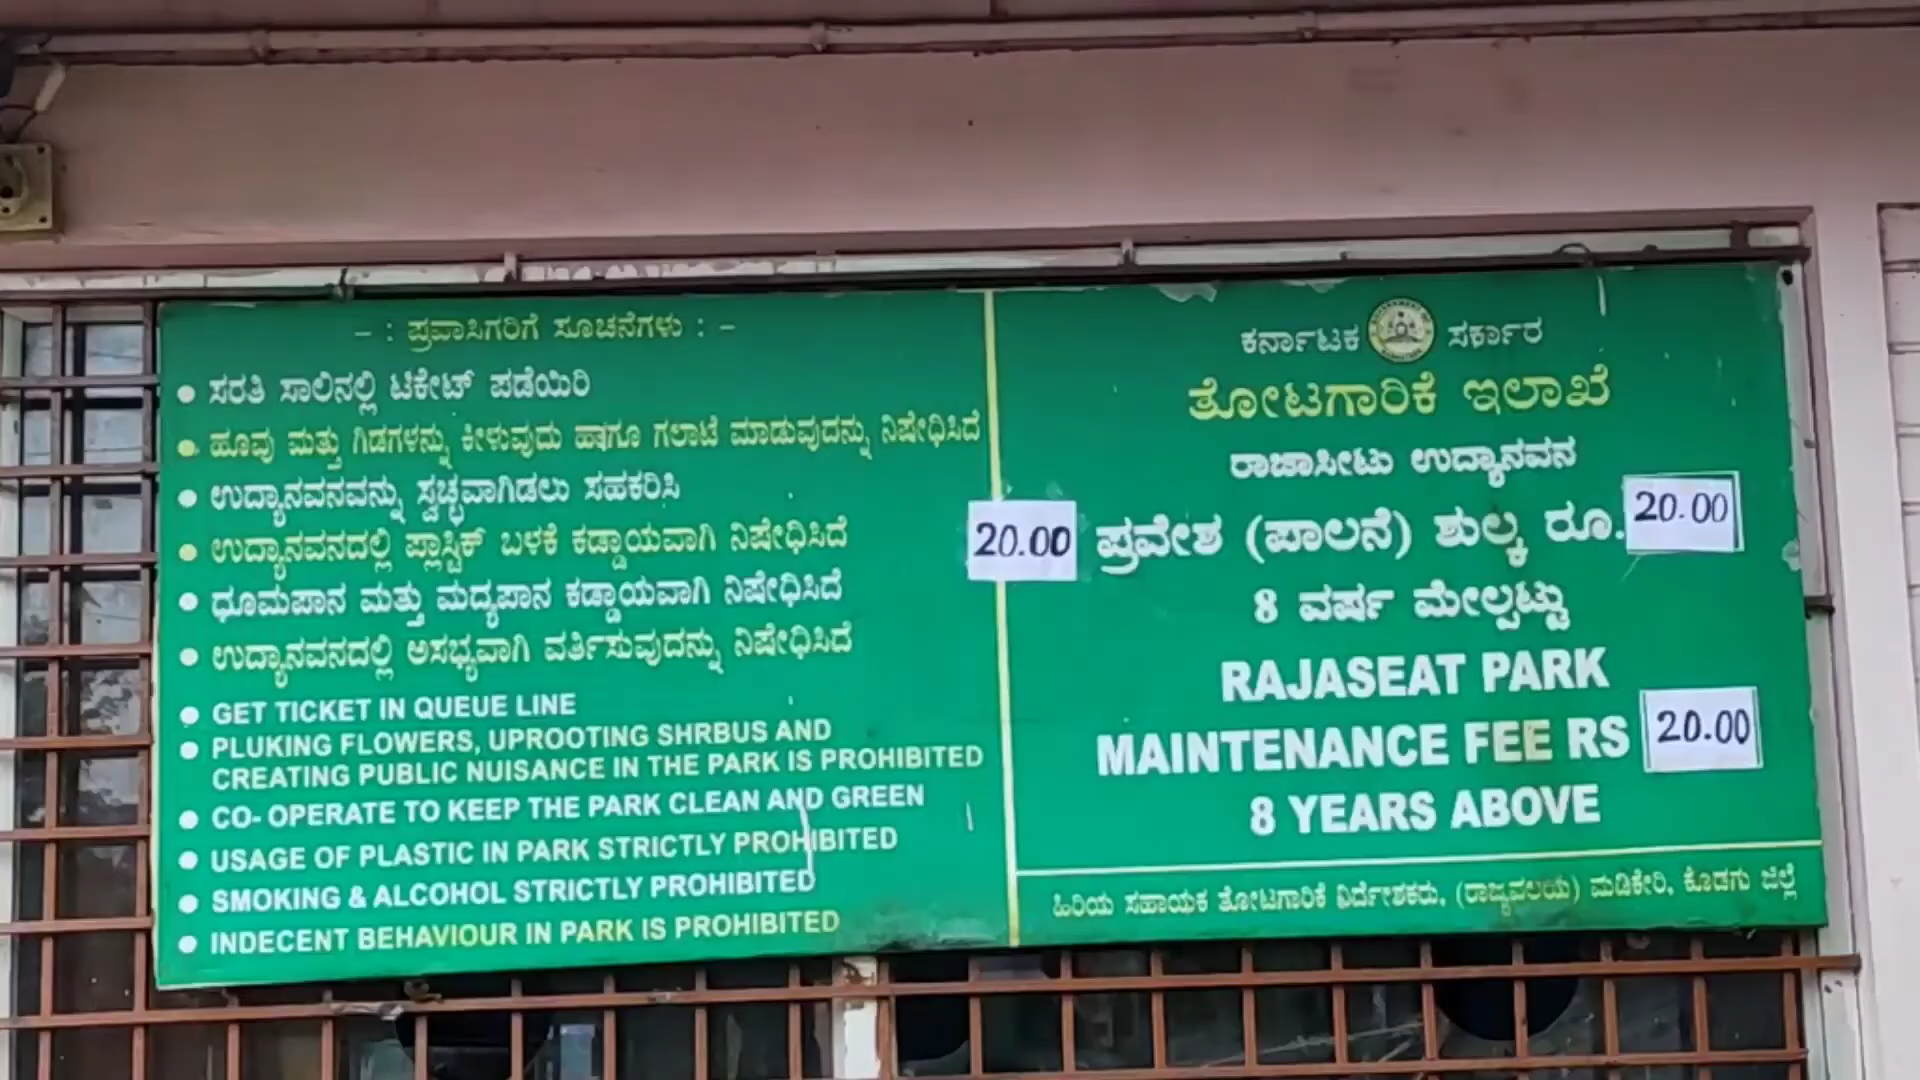 – : ಪ್ರವಾಸಿಗರಿಗೆ ಸೂಚನೆಗಳು : –
ಸರತಿ ಸಾಲಿನಲ್ಲಿ ಟಿಕೇಟ್ ಪಡೆಯಿರಿ
ಹೂವು ಮತ್ತು ಗಿಡಗಳನ್ನು ಕೀಳುವುದು ಹಾಗೂ ಗಲಾಟೆ ಮಾಡುವುದನ್ನು ನಿಷೇಧಿಸಿದೆ
ಉದ್ಯಾನವನವನ್ನು ಸ್ವಚ್ಛವಾಗಿಡಲು ಸಹಕರಿಸಿ
ಉದ್ಯಾನವನದಲ್ಲಿ ಪ್ಲಾಸ್ಟಿಕ್ ಬಳಕೆ ಕಡ್ಡಾಯವಾಗಿ ನಿಷೇಧಿಸಿದೆ
ಧೂಮಪಾನ ಮತ್ತು ಮದ್ಯಪಾನ ಕಡ್ಡಾಯವಾಗಿ ನಿಷೇಧಿಸಿದೆ
ಉದ್ಯಾನವನದಲ್ಲಿ ಅಸಭ್ಯವಾಗಿ ವರ್ತಿಸುವುದನ್ನು ನಿಷೇಧಿಸಿದೆ
GET TICKET IN QUEUE LINE
PLUKING FLOWERS, UPROOTING SHRBUS AND
CREATING PUBLIC NUISANCE IN THE PARK IS PROHIBITED
CO- OPERATE TO KEEP THE PARK CLEAN AND GREEN
USAGE OF PLASTIC IN PARK STRICTLY PROHIBITED
SMOKING & ALCOHOL STRICTLY PROHIBITED
INDECENT BEHAVIOUR IN PARK IS PROHIBITED
ಕರ್ನಾಟಕ ಸರ್ಕಾರ
ತೋಟಗಾರಿಕೆ ಇಲಾಖೆ
ರಾಜಾಸೀಟು ಉದ್ಯಾನವನ
20.00 ಪ್ರವೇಶ (ಪಾಲನೆ) ಶುಲ್ಕ ರೂ. 20.00
8 ವರ್ಷ ಮೇಲ್ಪಟ್ಟು
RAJASEAT PARK
MAINTENANCE FEE RS 20.00
8 YEARS ABOVE
ಹಿರಿಯ ಸಹಾಯಕ ತೋಟಗಾರಿಕೆ ನಿರ್ದೇಶಕರು, (ರಾಜ್ಯವಲಯ) ಮಡಿಕೇರಿ, ಕೊಡಗು ಜಿಲ್ಲೆ